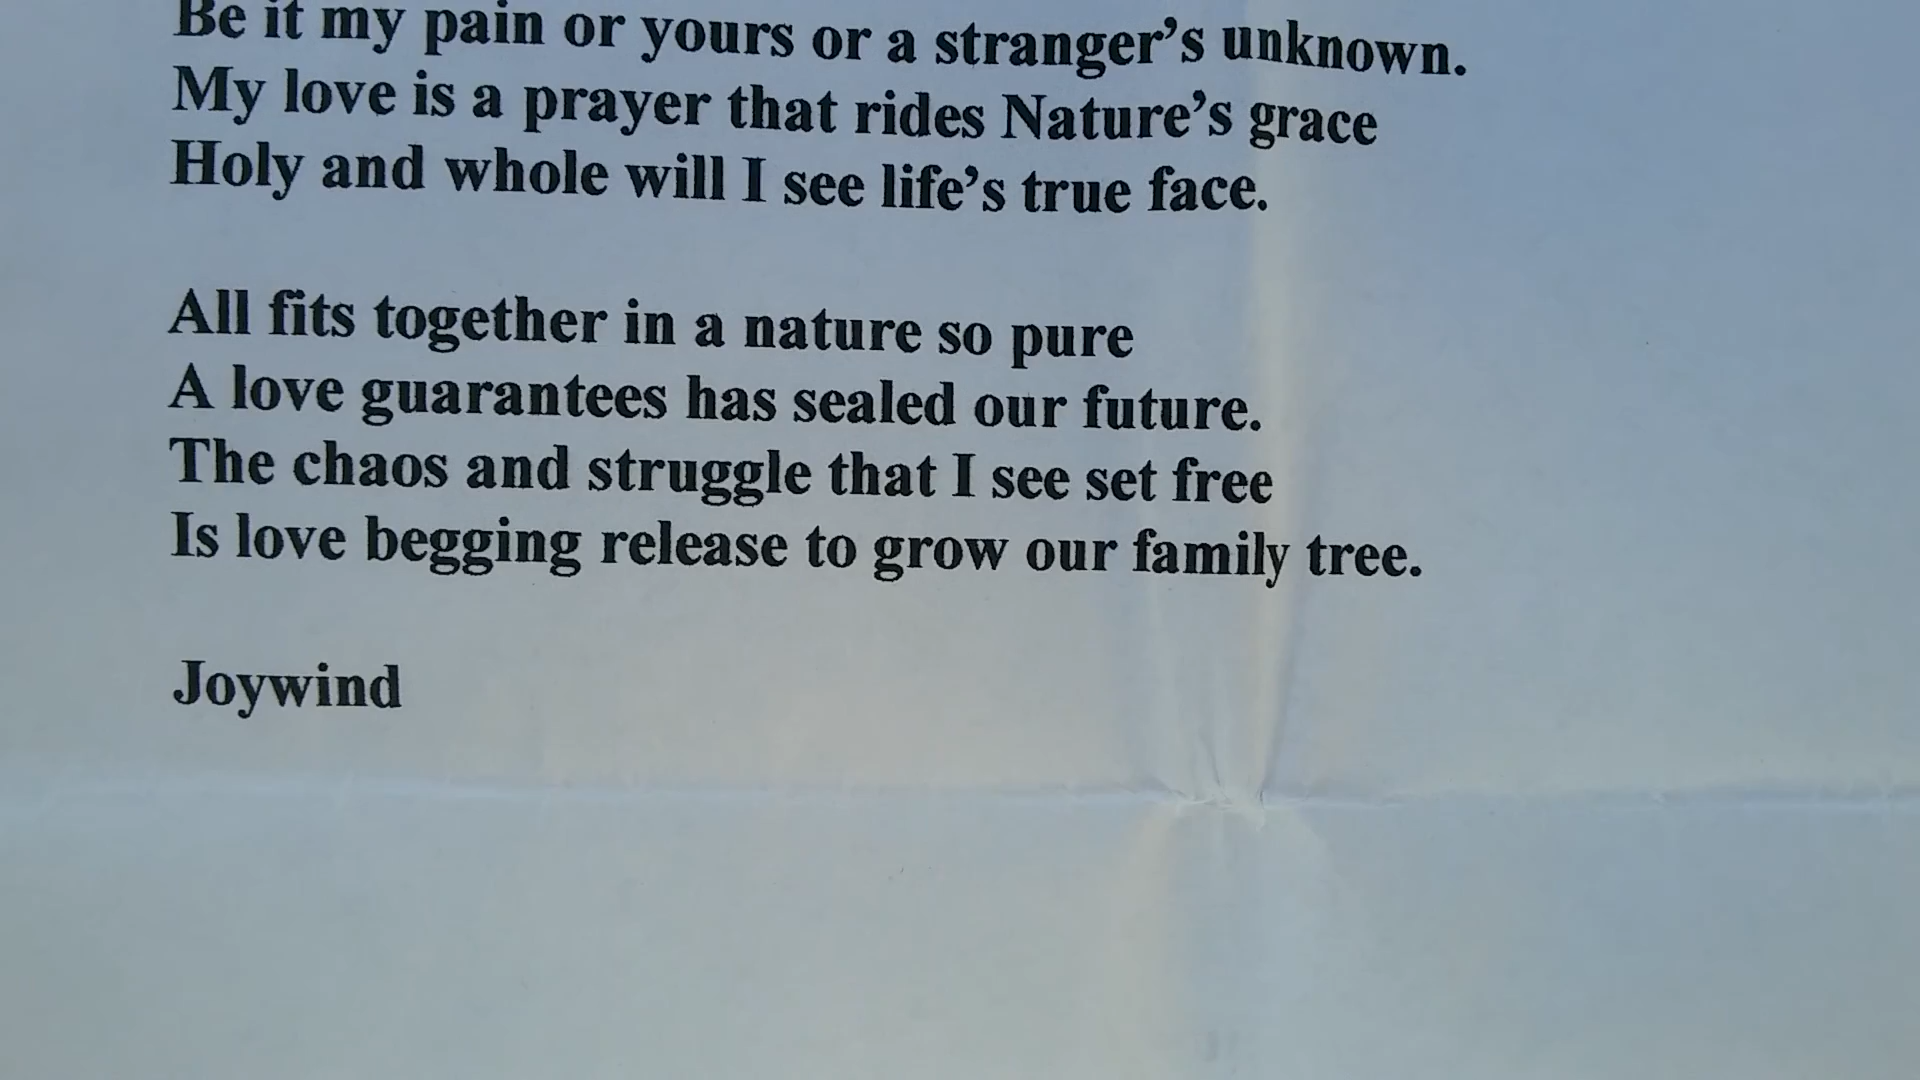 Be it my pain or yours or a stranger’s unknown.
My love is a prayer that rides Nature’s grace
Holy and whole will I see life’s true face.
All fits together in a nature so pure
A love guarantees has sealed our future.
The chaos and struggle that I see set free
Is love begging release to grow our family tree.
Joywind